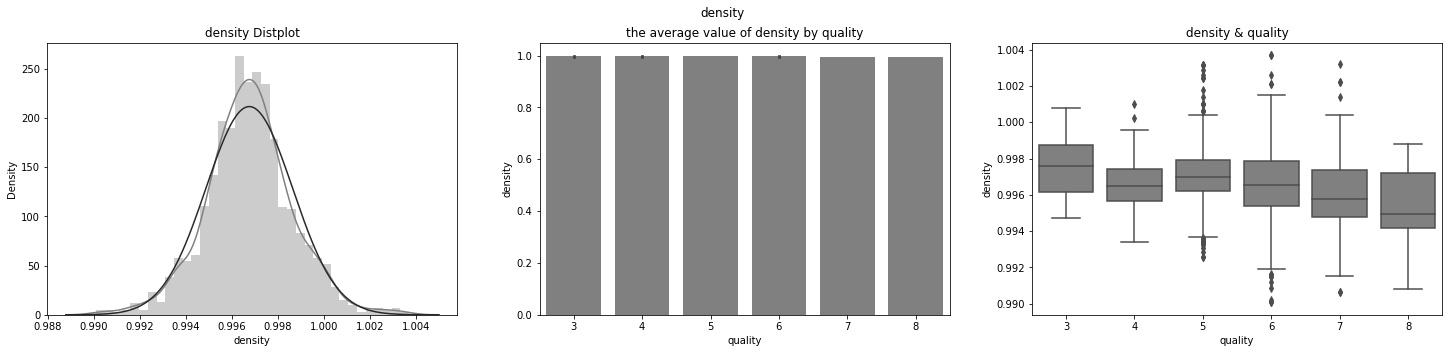 density
density Distplot
Density
250
200
150
100
50
0
0.988 0.990 0.992 0.994 0.996 0.998 1.000 1.002 1.004
density
the average value of density by quality
density
1.0
0.8
0.6
0.4
0.2
0.0
3 4 5 6 7 8
quality
density & quality
density
1.004
1.002
1.000
0.998
0.996
0.994
0.992
0.990
3 4 5 6 7 8
quality